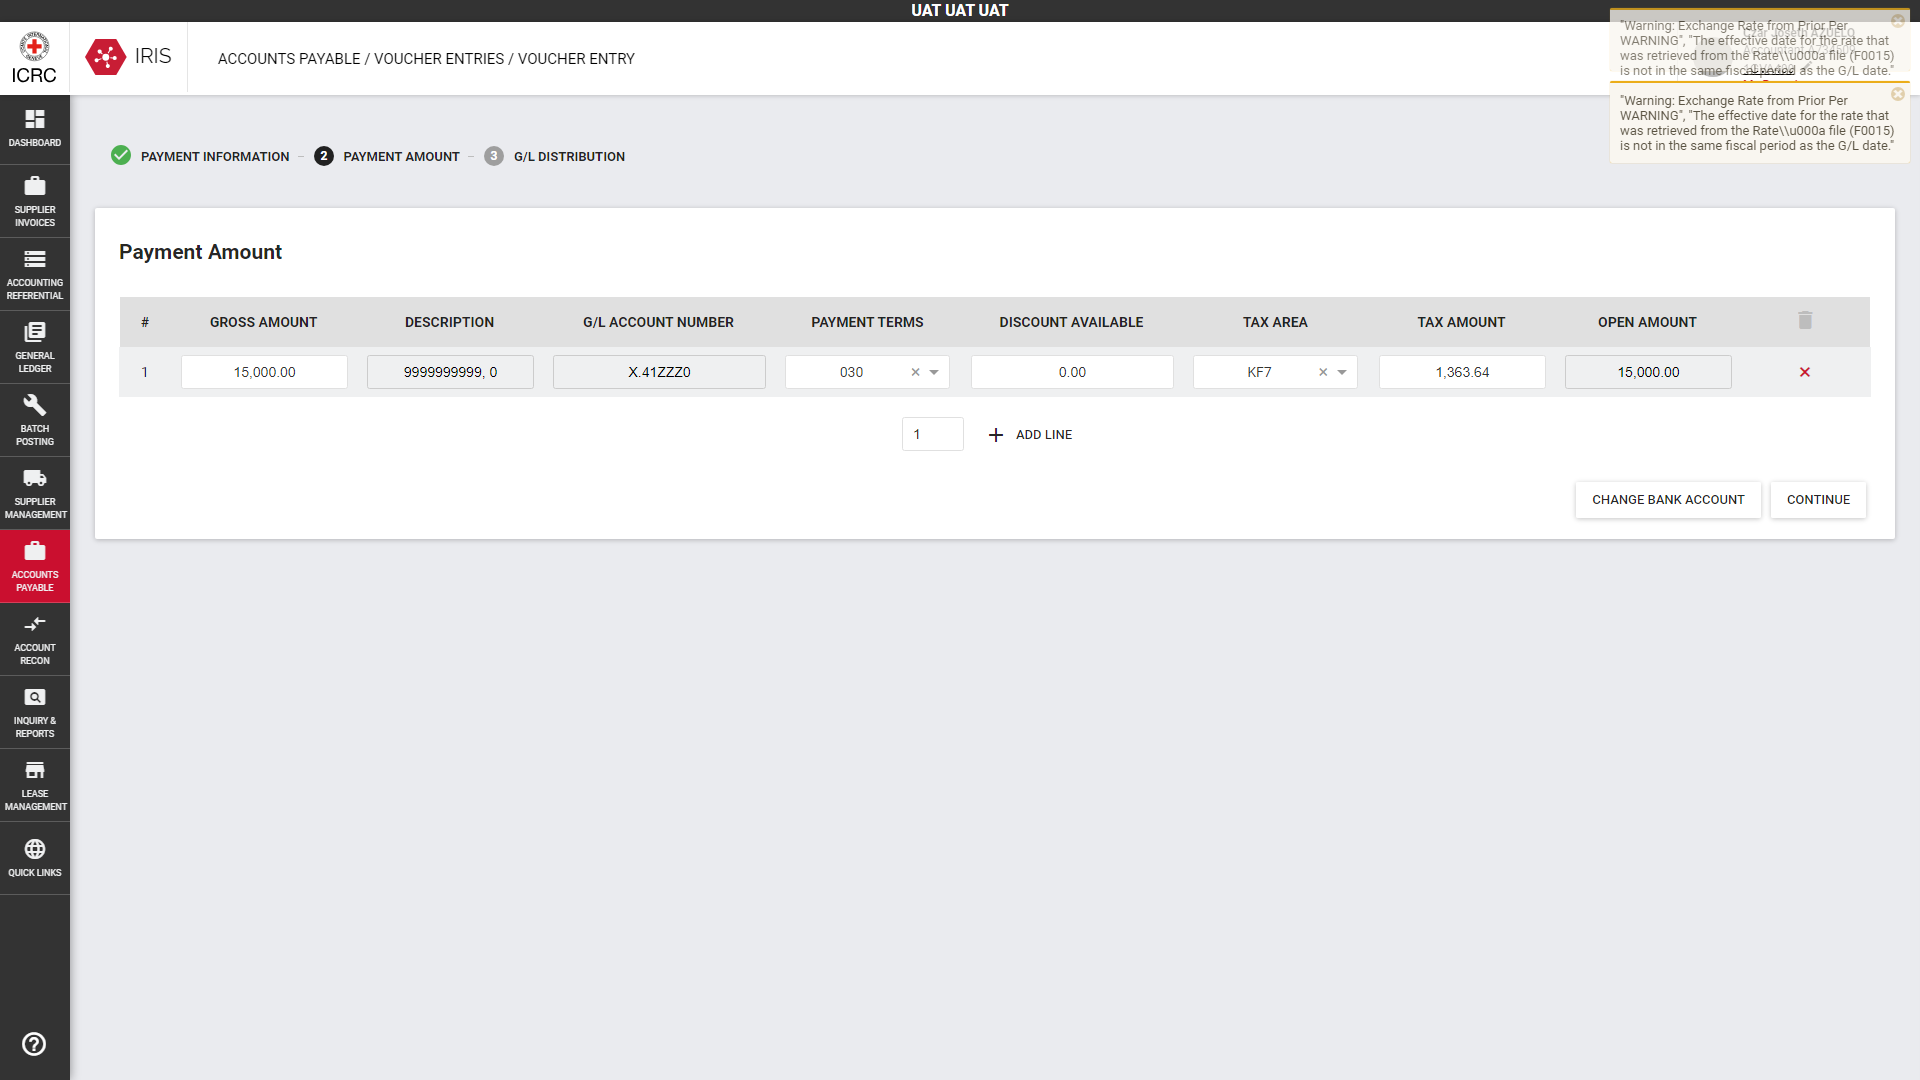 UAT UAT UAT
ICRC
IRIS
ACCOUNTS PAYABLE / VOUCHER ENTRIES / VOUCHER ENTRY
"Warning: Exchange Rate from Prior Per
WARNING", "The effective date for the rate that
was retrieved from the Rate\\u000a file (F0015)
is not in the same fiscal period as the G/L date."
"Warning: Exchange Rate from Prior Per
WARNING", "The effective date for the rate that
was retrieved from the Rate\\u000a file (F0015)
is not in the same fiscal period as the G/L date."
DASHBOARD
SUPPLIER
INVOICES
ACCOUNTING
REFERENTIAL
GENERAL
LEDGER
BATCH
POSTING
SUPPLIER
MANAGEMENT
ACCOUNTS
PAYABLE
ACCOUNT
RECON
INQUIRY &
REPORTS
LEASE
MANAGEMENT
QUICK LINKS
PAYMENT INFORMATION
2 PAYMENT AMOUNT
3 G/L DISTRIBUTION
Payment Amount
# GROSS AMOUNT DESCRIPTION G/L ACCOUNT NUMBER PAYMENT TERMS DISCOUNT AVAILABLE TAX AREA TAX AMOUNT OPEN AMOUNT
1 15,000.00 9999999999, 0 X.41ZZZ0 030 0.00 KF7 1,363.64 15,000.00
1 ADD LINE
CHANGE BANK ACCOUNT CONTINUE